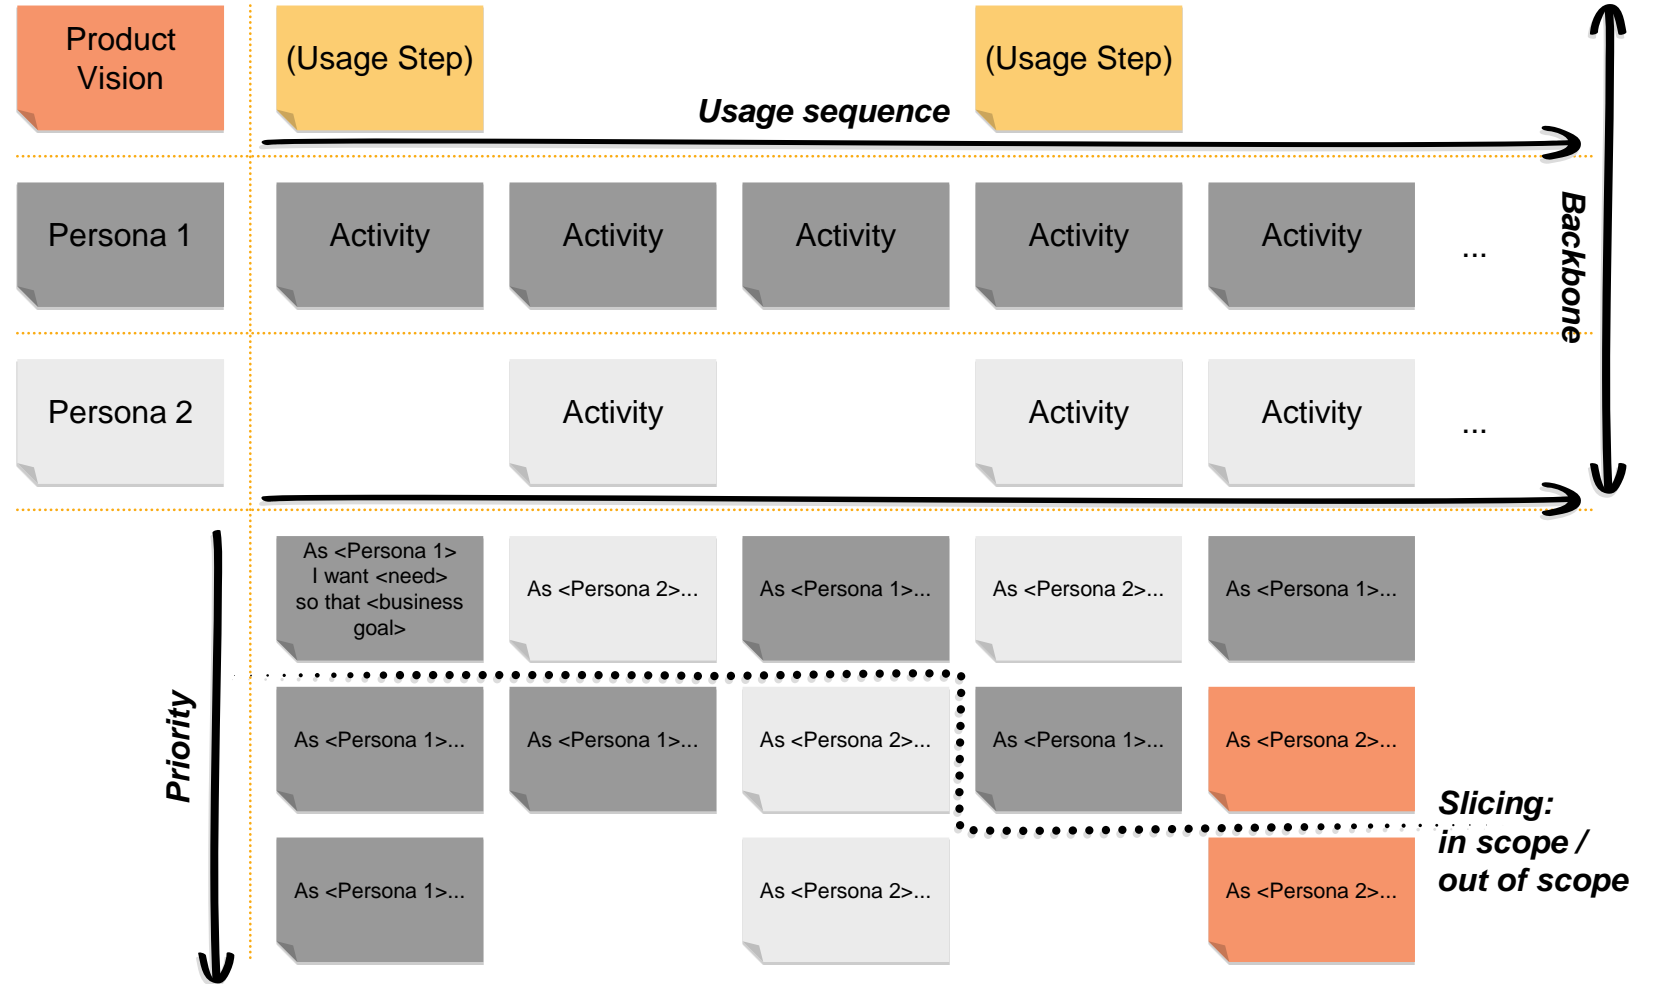 Product
Vision
(Usage Step)
(Usage Step)
Usage sequence
Backbone
Persona 1
Activity
Activity
Activity
Activity
Activity
...
Persona 2
Activity
Activity
Activity
...
Priority
As <Persona 1>
I want <need>
so that <business
goal>
As <Persona 2>...
As <Persona 1>...
As <Persona 2>...
As <Persona 1>...
As <Persona 1>...
As <Persona 1>...
As <Persona 2>...
As <Persona 1>...
As <Persona 2>...
Slicing:
in scope /
out of scope
As <Persona 1>...
As <Persona 2>...
As <Persona 2>...